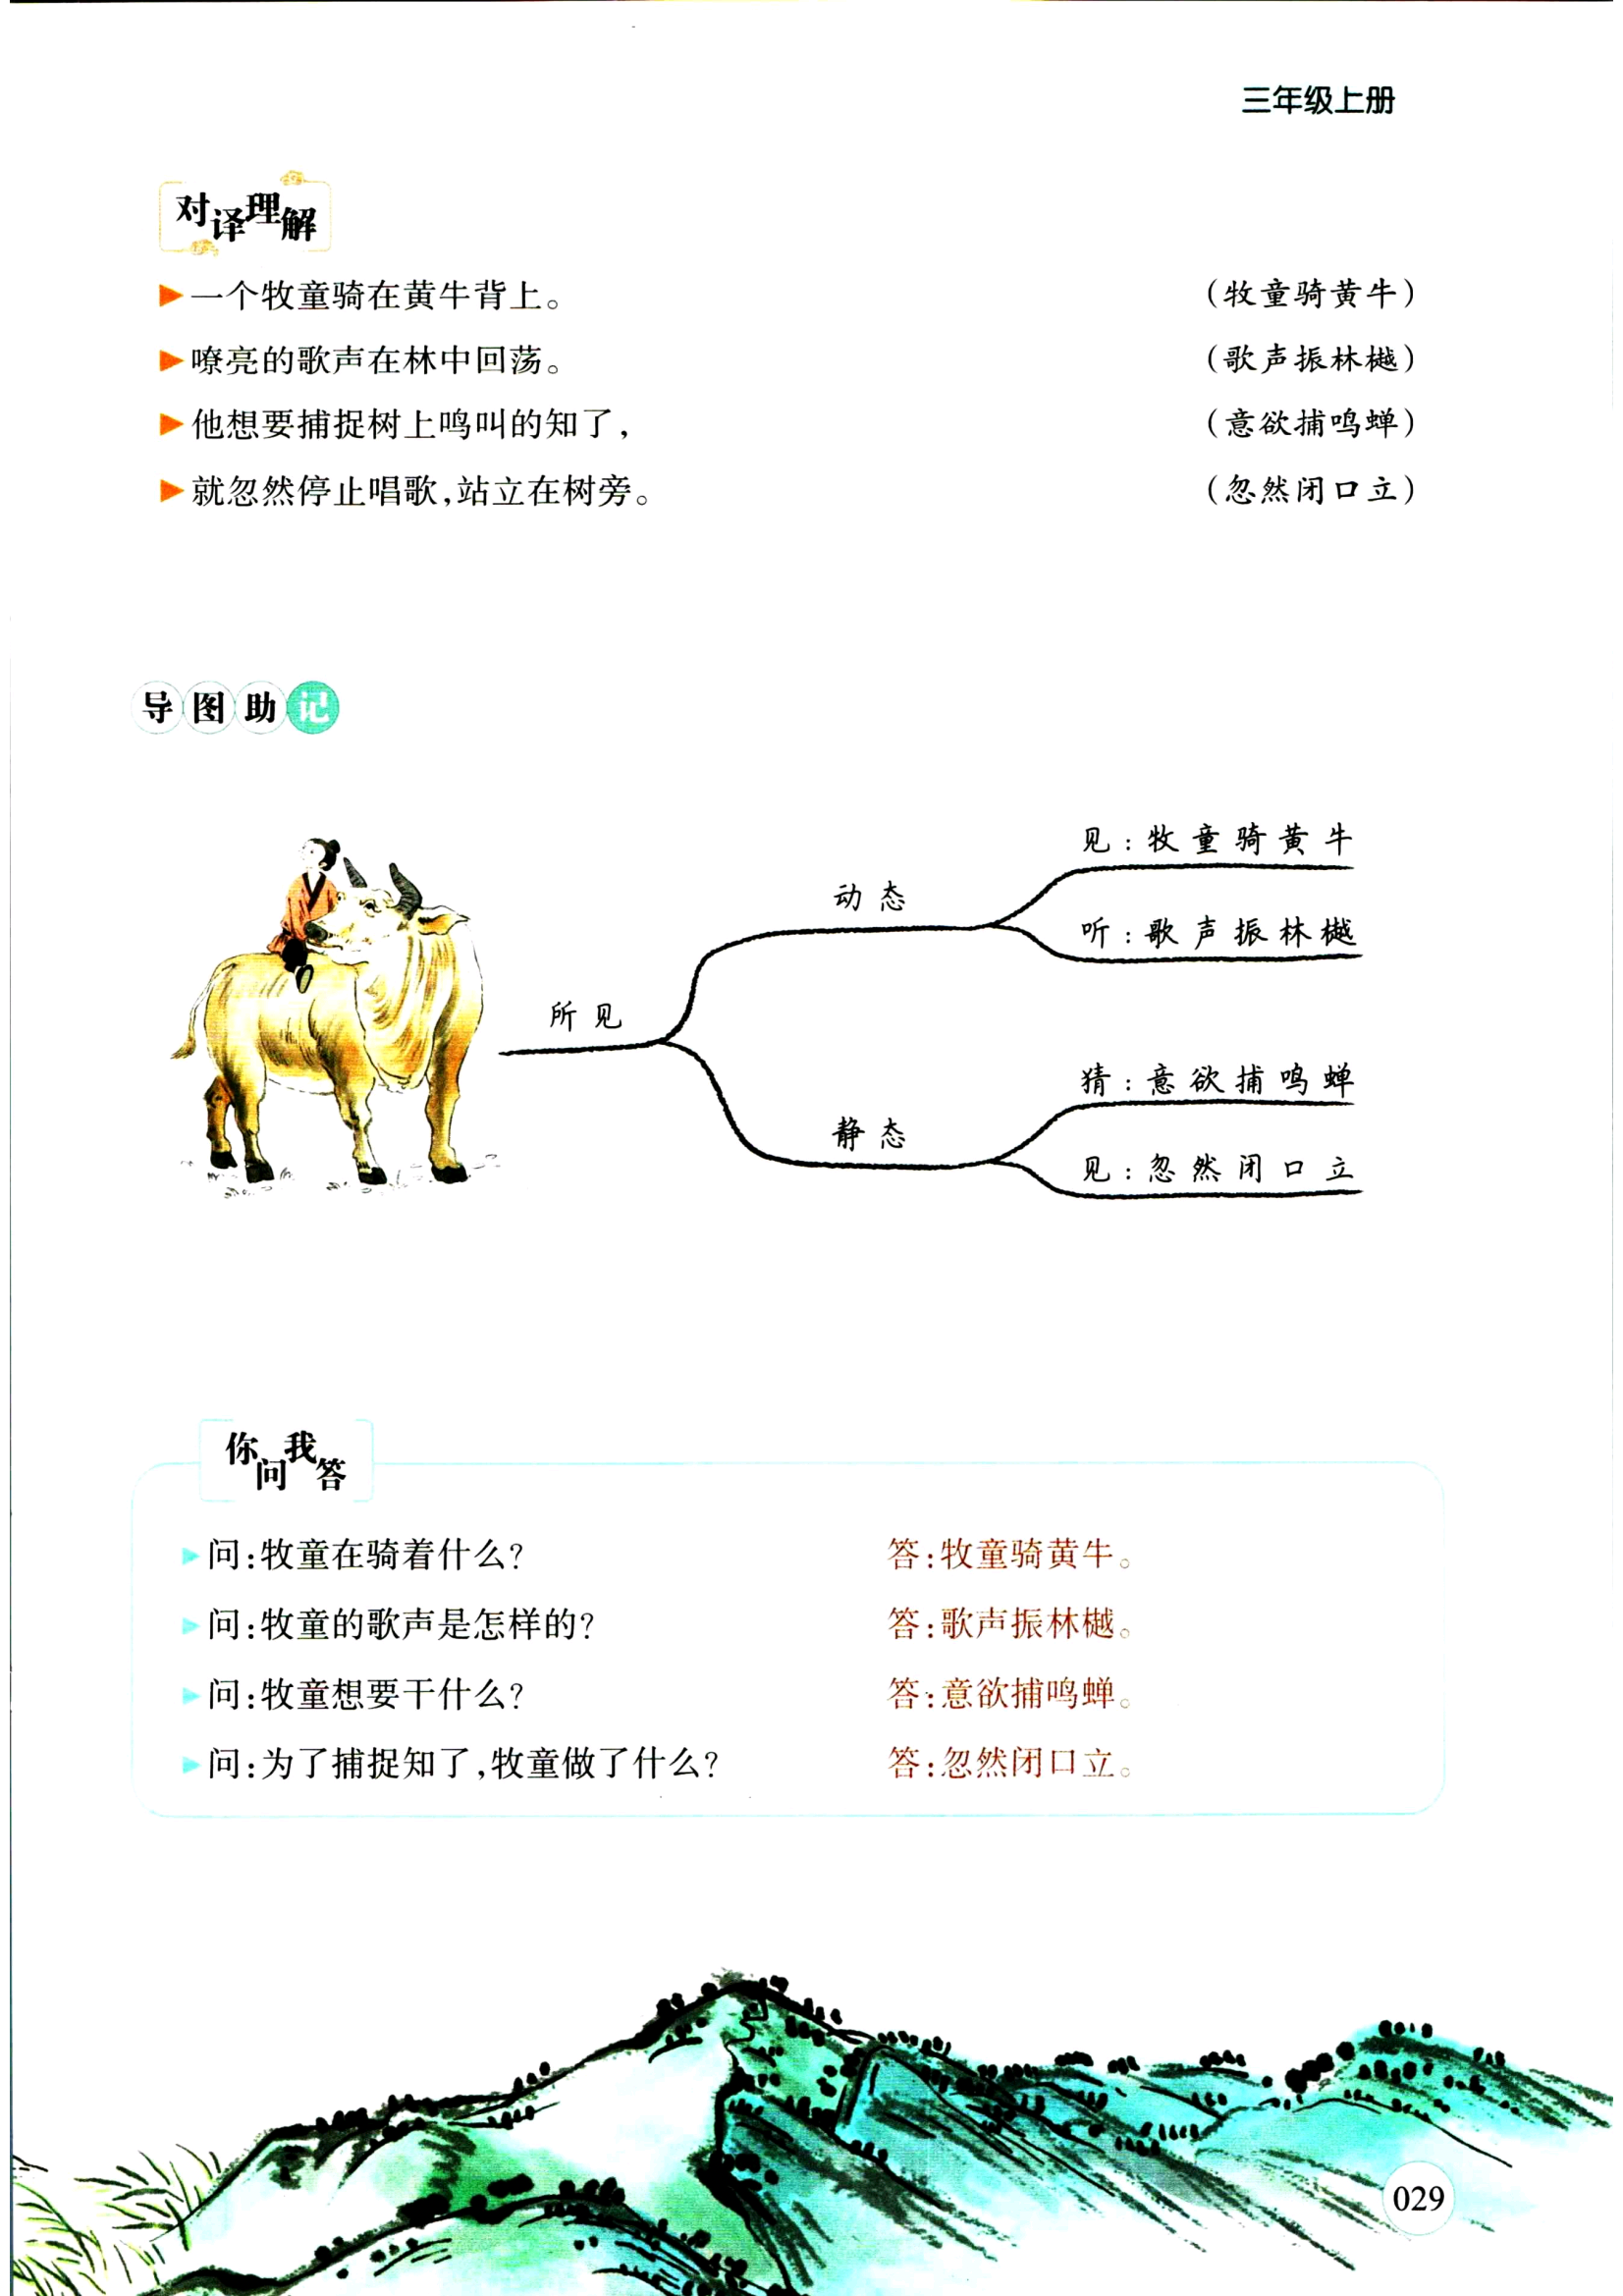 三年级上册
对译理解
一个牧童骑在黄牛背上。 (牧童骑黄牛)
嘹亮的歌声在林中回荡。 (歌声振林樾)
他想要捕捉树上鸣叫的知了, (意欲捕鸣蝉)
就忽然停止唱歌,站立在树旁。 (忽然闭口立)
导图助记
见:牧童骑黄牛
动态
听:歌声振林樾
所见
猜:意欲捕鸣蝉
静态
见:忽然闭口立
你问我答
问:牧童在骑着什么? 答:牧童骑黄牛。
问:牧童的歌声是怎样的? 答:歌声振林樾。
问:牧童想要干什么? 答:意欲捕鸣蝉。
问:为了捕捉知了,牧童做了什么? 答:忽然闭口立。
029